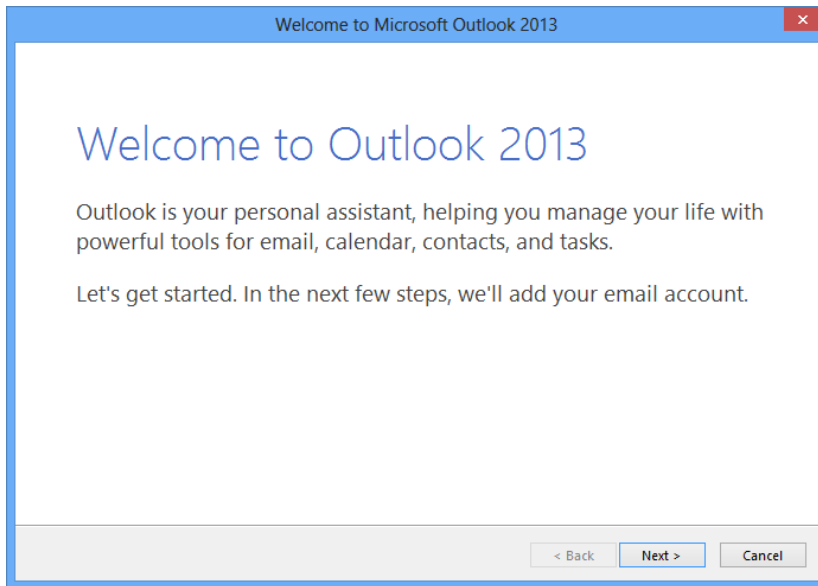 Welcome to Microsoft Outlook 2013
Welcome to Outlook 2013
Outlook is your personal assistant, helping you manage your life with
powerful tools for email, calendar, contacts, and tasks.
Let's get started. In the next few steps, we'll add your email account.
< Back Next > Cancel